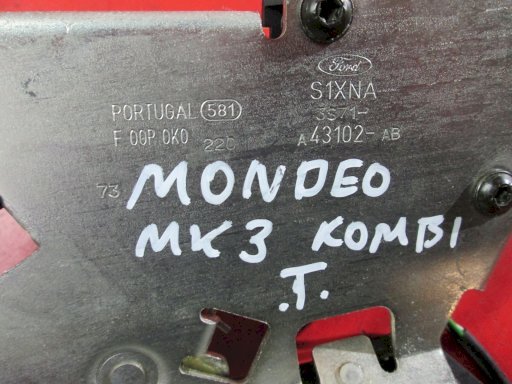 Ford
S1XNA
PORTUGAL 581
3S71-
F 00P 0K0 220
A 43102- AB
73
MONDEO
MK3 KOMBI
.T.